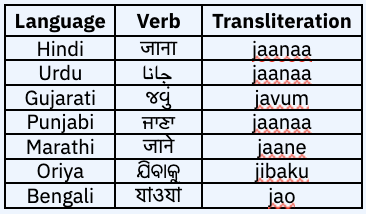 Language Verb Transliteration
Hindi जाना jaanaa
Urdu جانا jaanaa
Gujarati જવું javum
Punjabi ਜਾਣਾ jaanaa
Marathi जाने jaane
Oriya ଯିବାକୁ jibaku
Bengali যাওয়া jao